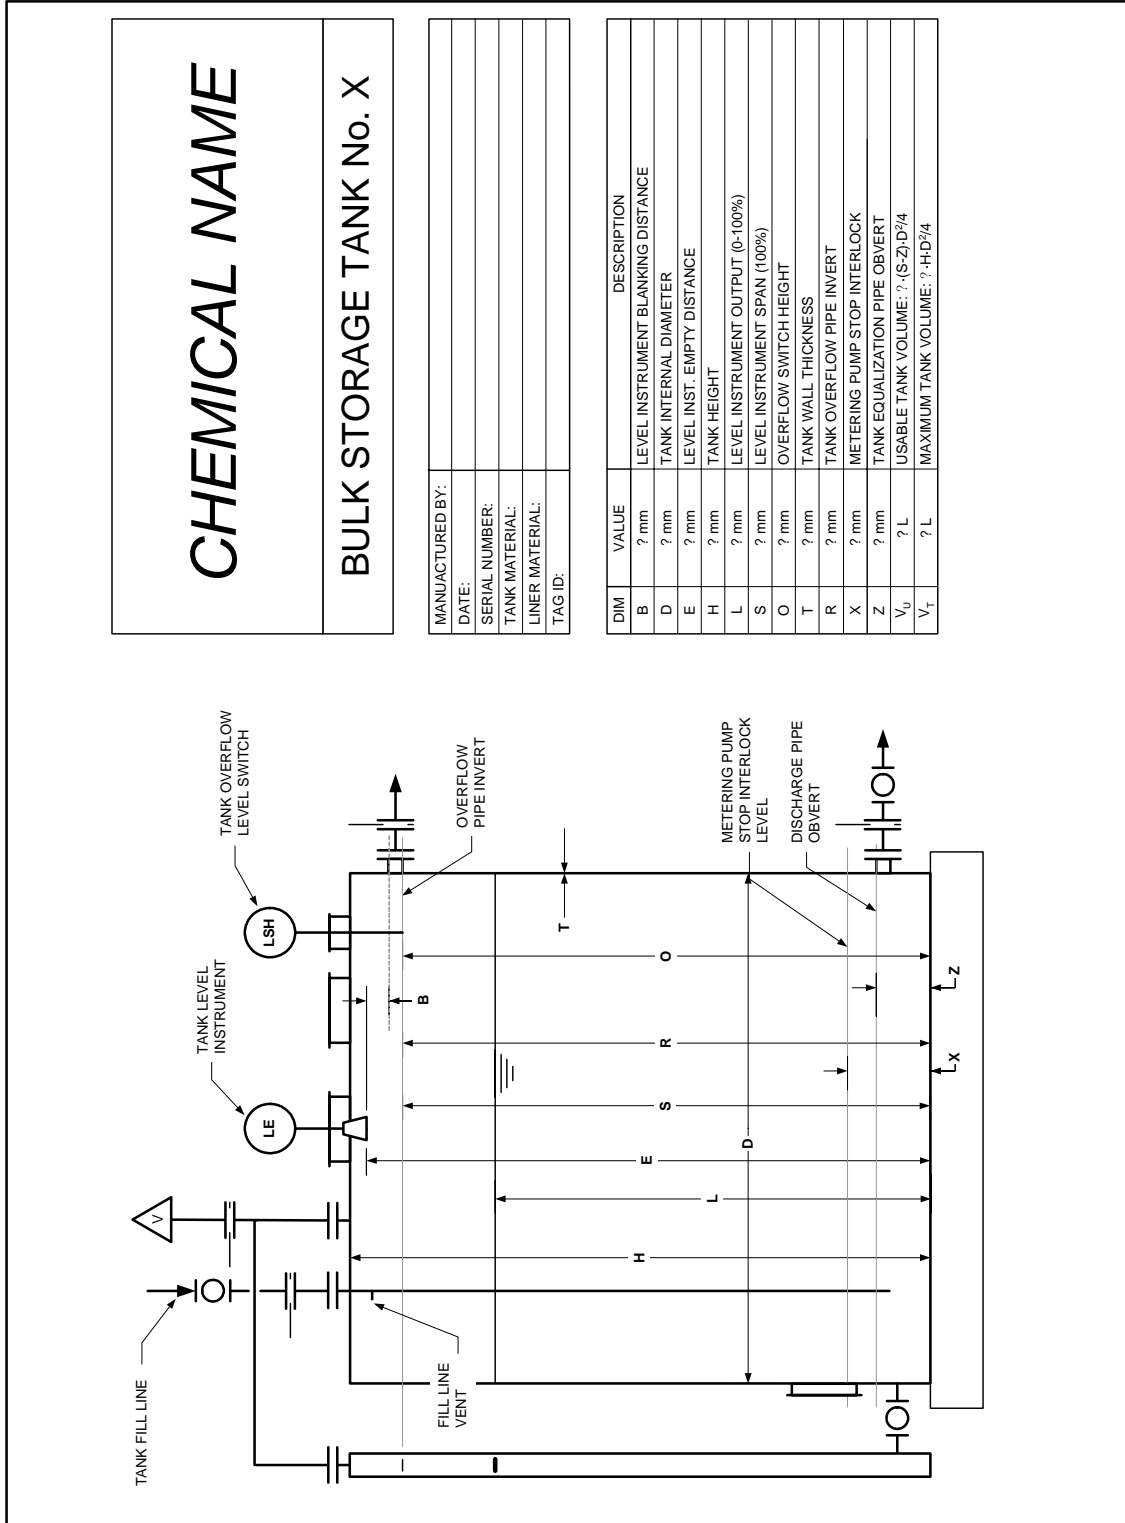 CHEMICAL NAME
BULK STORAGE TANK No. X
MANUACTURED BY:
DATE:
SERIAL NUMBER:
TANK MATERIAL:
LINER MATERIAL:
TAG ID:
DIM VALUE DESCRIPTION
B ? mm LEVEL INSTRUMENT BLANKING DISTANCE
D ? mm TANK INTERNAL DIAMETER
E ? mm LEVEL INST. EMPTY DISTANCE
H ? mm TANK HEIGHT
L ? mm LEVEL INSTRUMENT OUTPUT (0-100%)
S ? mm LEVEL INSTRUMENT SPAN (100%)
O ? mm OVERFLOW SWITCH HEIGHT
T ? mm TANK WALL THICKNESS
R ? mm TANK OVERFLOW PIPE INVERT
X ? mm METERING PUMP STOP INTERLOCK
Z ? mm TANK EQUALIZATION PIPE OBVERT
V_U ? L USABLE TANK VOLUME: ?·(S-Z)·D²/4
V_T ? L MAXIMUM TANK VOLUME: ?·H·D²/4
TANK FILL LINE
V
TANK LEVEL
INSTRUMENT
LE
TANK OVERFLOW
LEVEL SWITCH
LSH
FILL LINE
VENT
OVERFLOW
PIPE INVERT
B
T
H
L
E
S
R
O
D
METERING PUMP
STOP INTERLOCK
LEVEL
DISCHARGE PIPE
OBVERT
X
Z